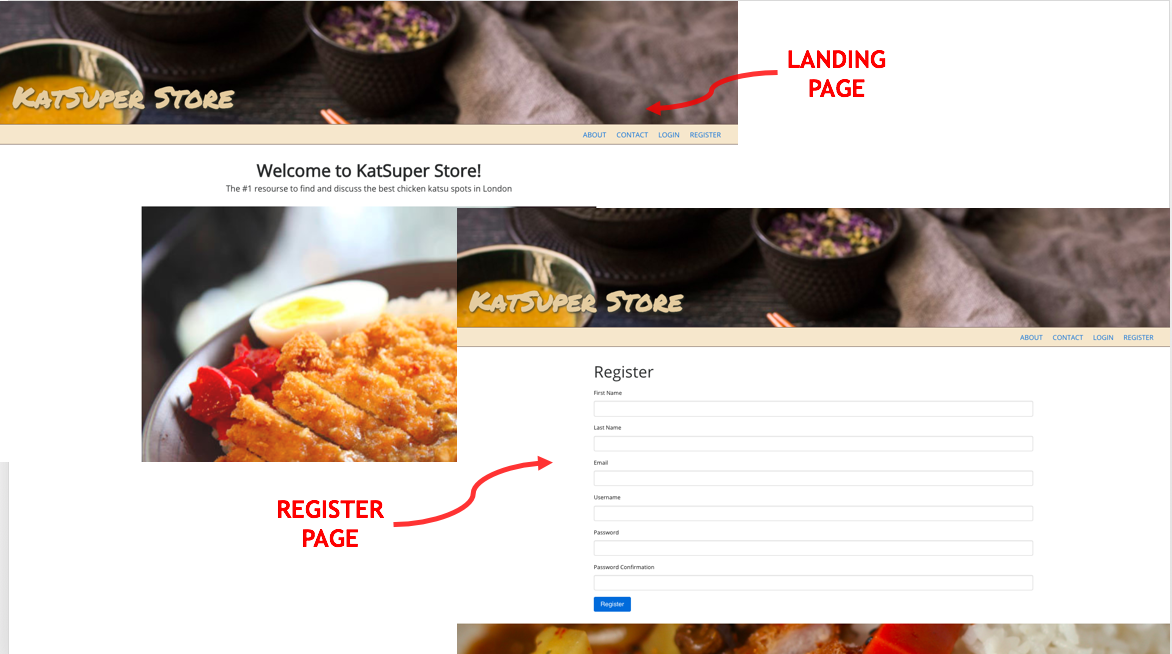 KatSuper Store
LANDING
PAGE
ABOUT CONTACT LOGIN REGISTER
Welcome to KatSuper Store!
The #1 resourse to find and discuss the best chicken katsu spots in London
KatSuper Store
ABOUT CONTACT LOGIN REGISTER
Register
First Name
Last Name
Email
Username
Password
Password Confirmation
Register
REGISTER
PAGE